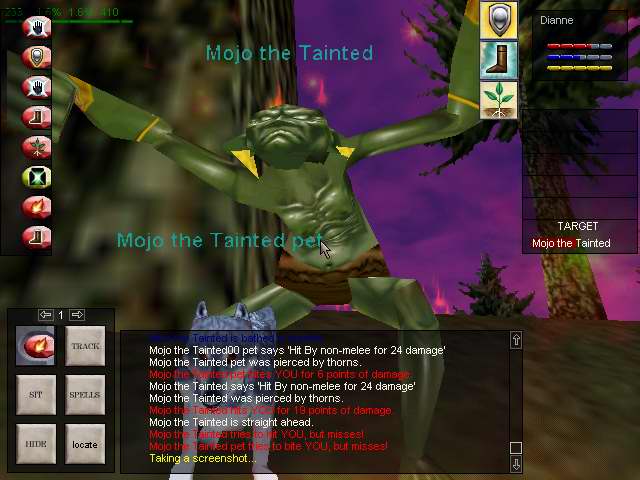 Mojo the Tainted
Dianne
Mojo the Tainted pet
TARGET
Mojo the Tainted
1
TRACK
SIT
SPELLS
HIDE
locate
Mojo the Tainted is bathed
Mojo the Tainted00 pet says 'Hit By non-melee for 24 damage'
Mojo the Tainted pet was pierced by thorns.
Mojo the Tainted pet bites YOU for 6 points of damage.
Mojo the Tainted says 'Hit By non-melee for 24 damage'
Mojo the Tainted was pierced by thorns.
Mojo the Tainted hits YOU for 19 points of damage.
Mojo the Tainted is straight ahead.
Mojo the Tainted tries to hit YOU, but misses!
Mojo the Tainted pet tries to bite YOU, but misses!
Taking a screenshot...